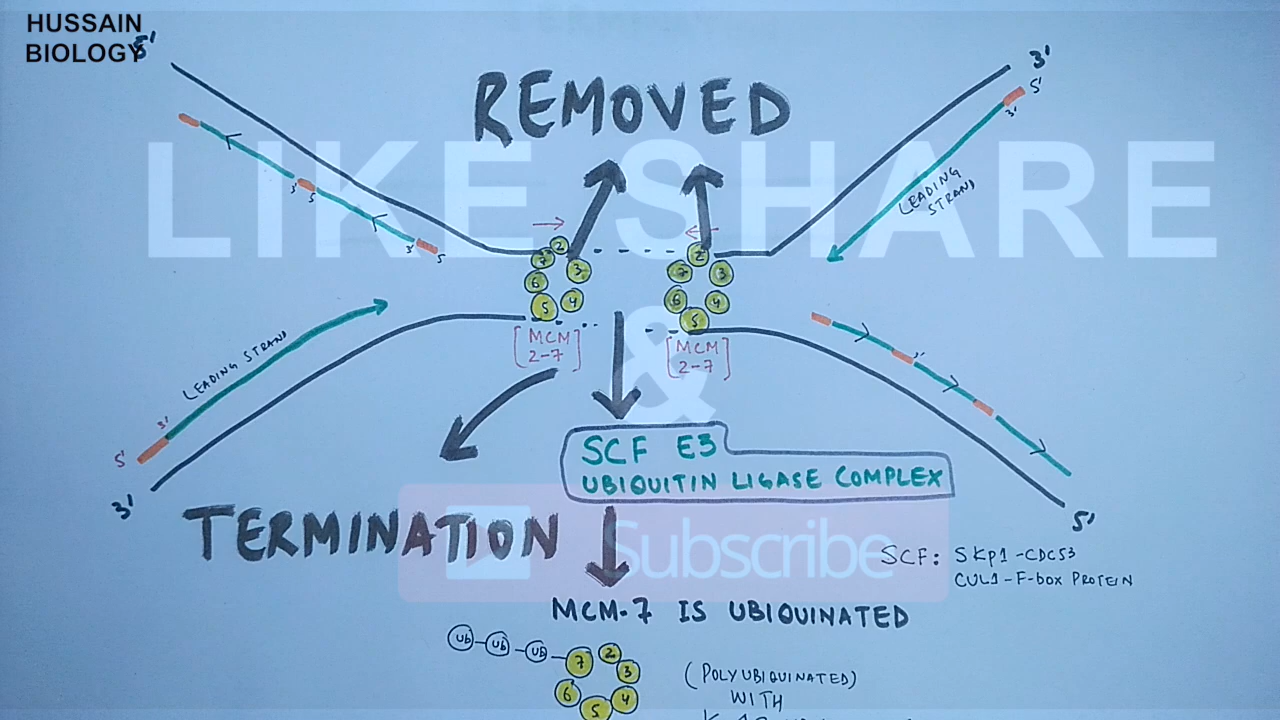 HUSSAIN
BIOLOGY
5'
3'
5'
3'
REMOVED
LIKE SHARE
&
3'
5'
3'
5'
LEADING
STRAND
2
7
3
6
4
5
2
7
3
6
4
5
[MCM
2-7]
[MCM
2-7]
LEADING STRAND
3'
5'
3'
3'
SCF E3
UBIQUITIN LIGASE COMPLEX
TERMINATION
Subscribe
5'
SCF: SKp1-CDC53
CUL1-F-box PROTEIN
MCM-7 IS UBIQUINATED
Ub Ub Ub 7 2
3
6 4
5
(POLYUBIQUINATED)
WITH